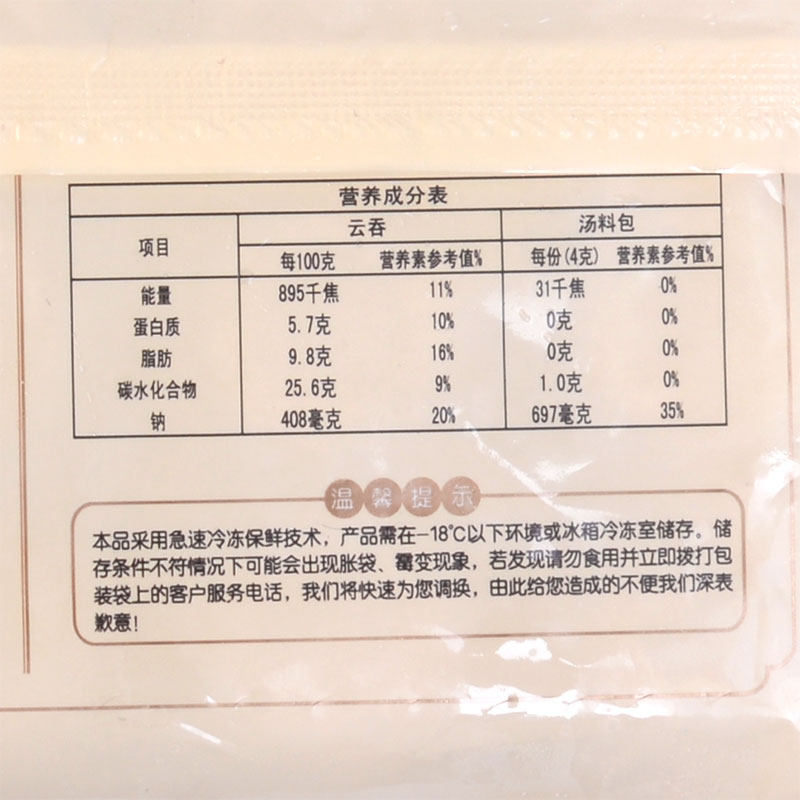 营养成分表
项目 云吞 汤料包
每100克 营养素参考值% 每份(4克) 营养素参考值%
能量 895千焦 11% 31千焦 0%
蛋白质 5.7克 10% 0克 0%
脂肪 9.8克 16% 0克 0%
碳水化合物 25.6克 9% 1.0克 0%
钠 408毫克 20% 697毫克 35%
温馨提示
本品采用急速冷冻保鲜技术，产品需在-18℃以下环境或冰箱冷冻室储存。储
存条件不符情况下可能会出现胀袋、霉变现象，若发现请勿食用并立即拨打包
装袋上的客户服务电话，我们将快速为您调换，由此给您造成的不便我们深表
歉意！